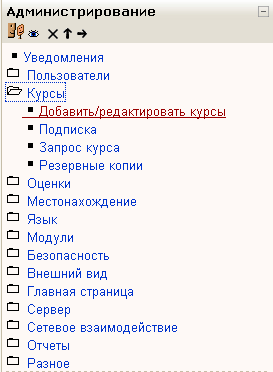 Администрирование
Уведомления
Пользователи
Курсы
Добавить/редактировать курсы
Подписка
Запрос курса
Резервные копии
Оценки
Местонахождение
Язык
Модули
Безопасность
Внешний вид
Главная страница
Сервер
Сетевое взаимодействие
Отчеты
Разное